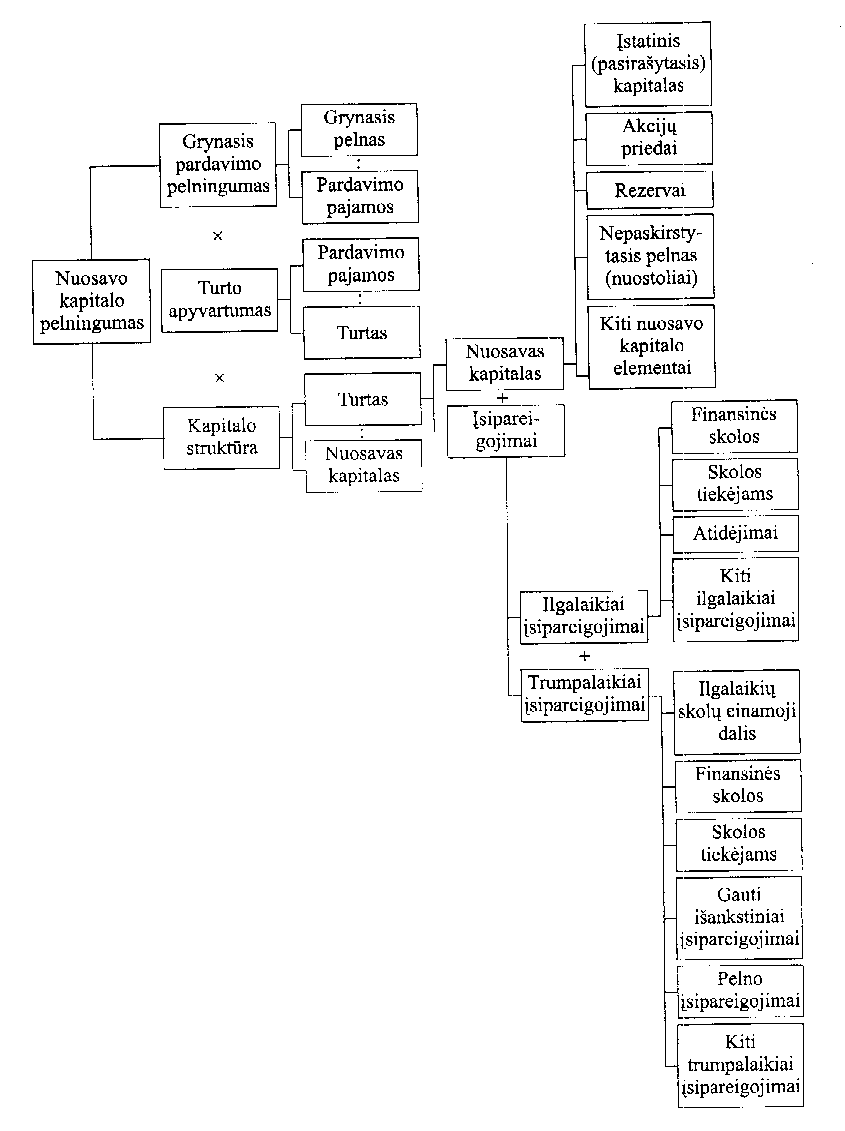 Nuosavo
kapitalo
pelningumas
Grynasis
pardavimo
pelningumas
×
Turto
apyvartumas
×
Kapitalo
struktūra
Grynasis
pelnas
:
Pardavimo
pajamos
Pardavimo
pajamos
:
Turtas
Turtas
:
Nuosavas
kapitalas
Nuosavas
kapitalas
+
Įsiparei-
gojimai
Įstatinis
(pasirašytasis)
kapitalas
Akcijų
priedai
Rezervai
Nepaskirsty-
tasis pelnas
(nuostoliai)
Kiti nuosavo
kapitalo
elementai
Ilgalaikiai
įsipareigojimai
+
Trumpalaikiai
įsipareigojimai
Finansinės
skolos
Skolos
tiekėjams
Atidėjimai
Kiti
ilgalaikiai
įsipareigojimai
Ilgalaikių
skolų einamoji
dalis
Finansinės
skolos
Skolos
tiekėjams
Gauti
išankstiniai
įsipareigojimai
Pelno
įsipareigojimai
Kiti
trumpalaikiai
įsipareigojimai